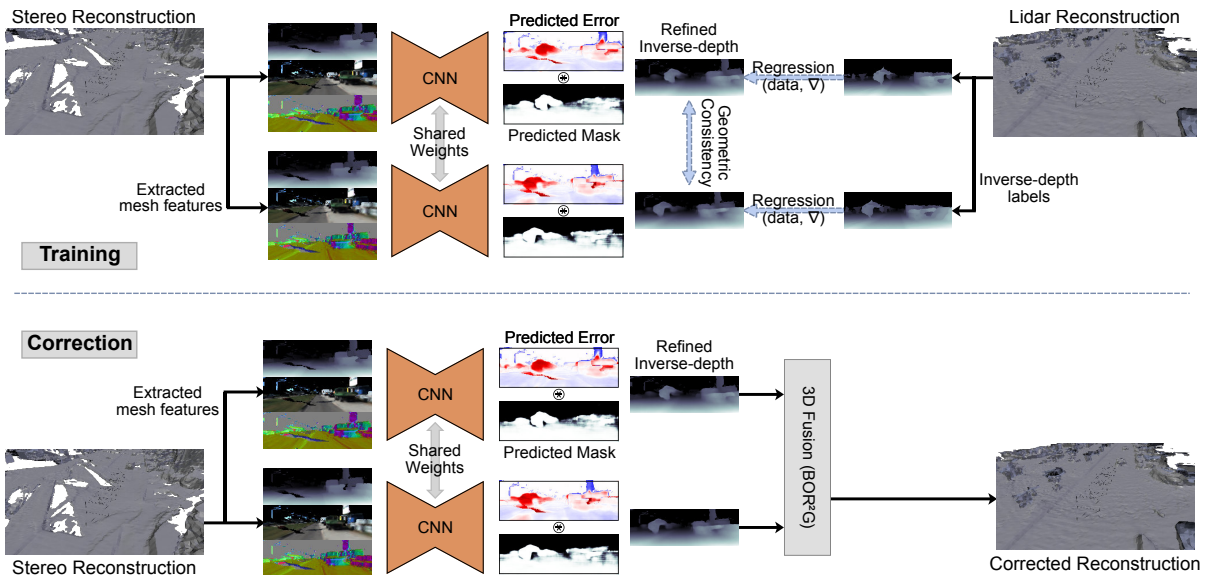 Stereo Reconstruction
Predicted Error
Lidar Reconstruction
Refined
Inverse-depth
CNN
Regression
(data, ∇)
Shared
Weights
Predicted Mask
Geometric
Consistency
Extracted
mesh features
CNN
Regression
(data, ∇)
Inverse-depth
labels
Training
Correction
Predicted Error
Refined
Inverse-depth
Extracted
mesh features
CNN
Shared
Weights
Predicted Mask
3D Fusion (BOR²G)
CNN
Stereo Reconstruction
Corrected Reconstruction